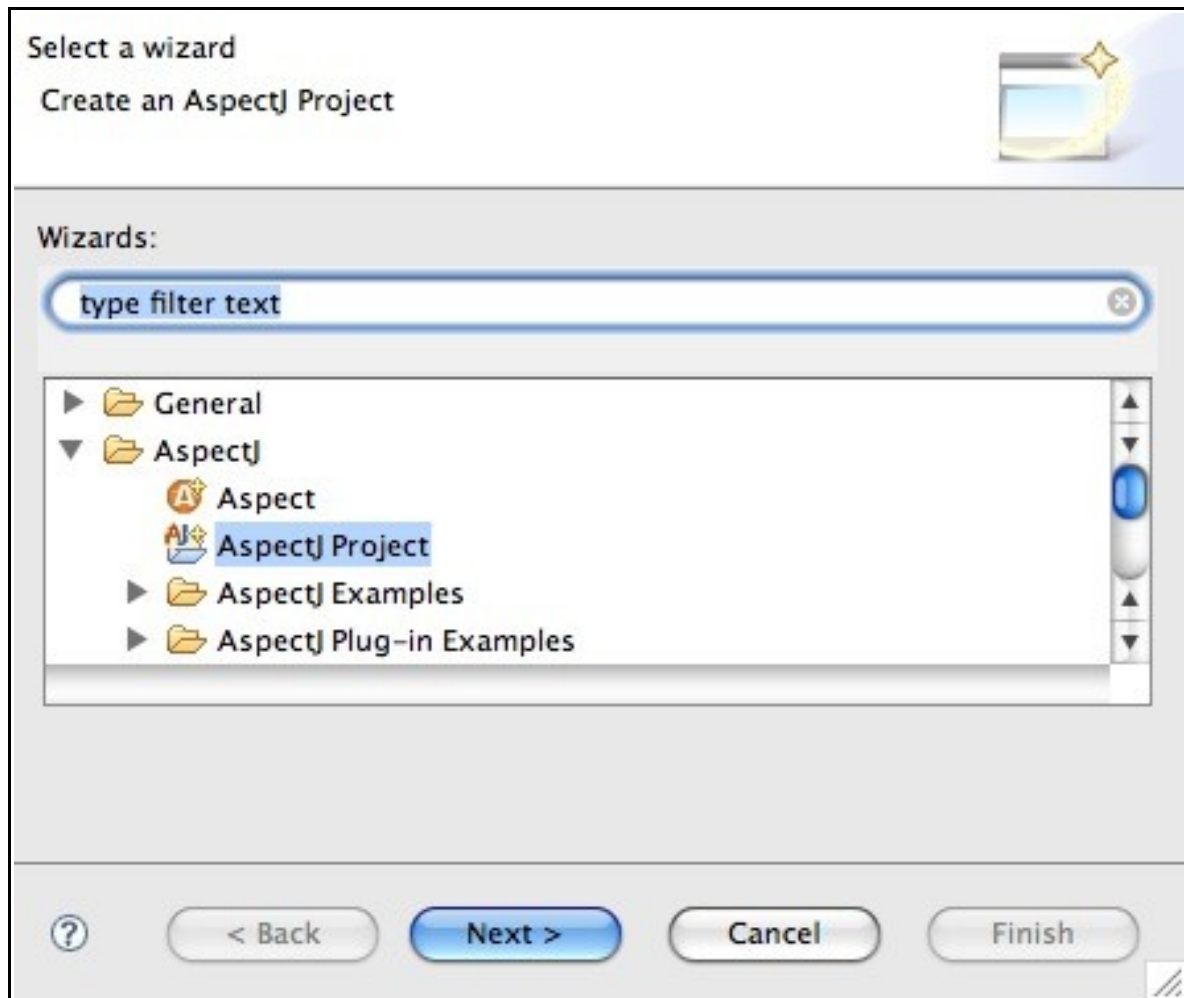 Select a wizard
Create an AspectJ Project
Wizards:
type filter text
General
AspectJ
Aspect
AspectJ Project
AspectJ Examples
AspectJ Plug-in Examples
? < Back Next > Cancel Finish